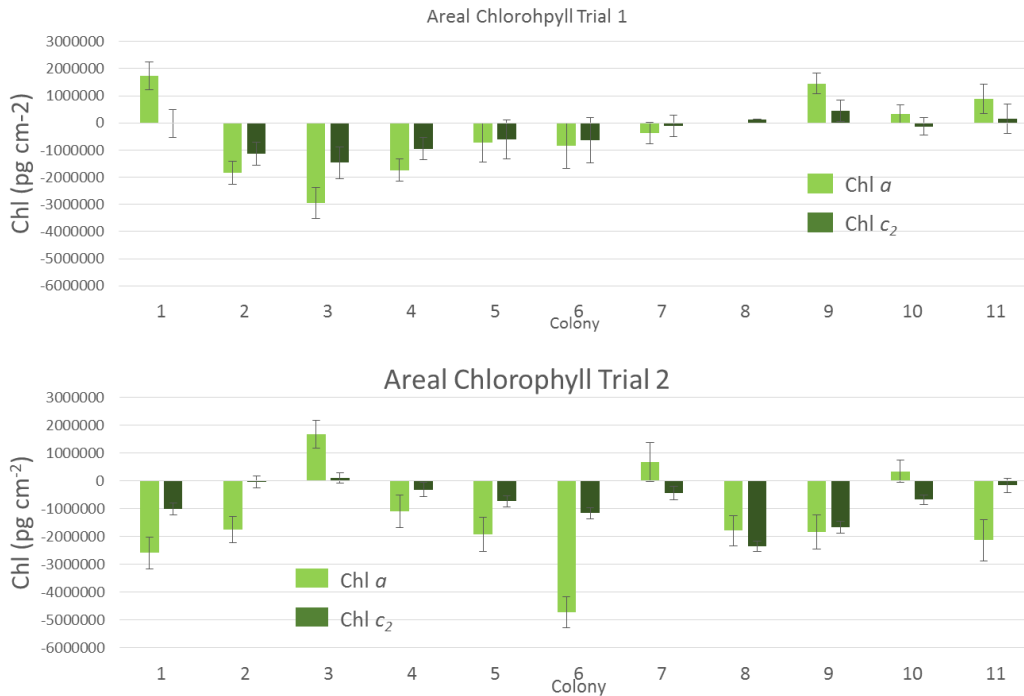 Areal Chlorohpyll Trial 1
Chl (pg cm-2)
3000000
2000000
1000000
0
-1000000
-2000000
-3000000
-4000000
-5000000
-6000000
Chl a
Chl c2
1 2 3 4 5 6 7 8 9 10 11
Colony
Areal Chlorophyll Trial 2
Chl (pg cm-2)
3000000
2000000
1000000
0
-1000000
-2000000
-3000000
-4000000
-5000000
-6000000
Chl a
Chl c2
1 2 3 4 5 6 7 8 9 10 11
Colony